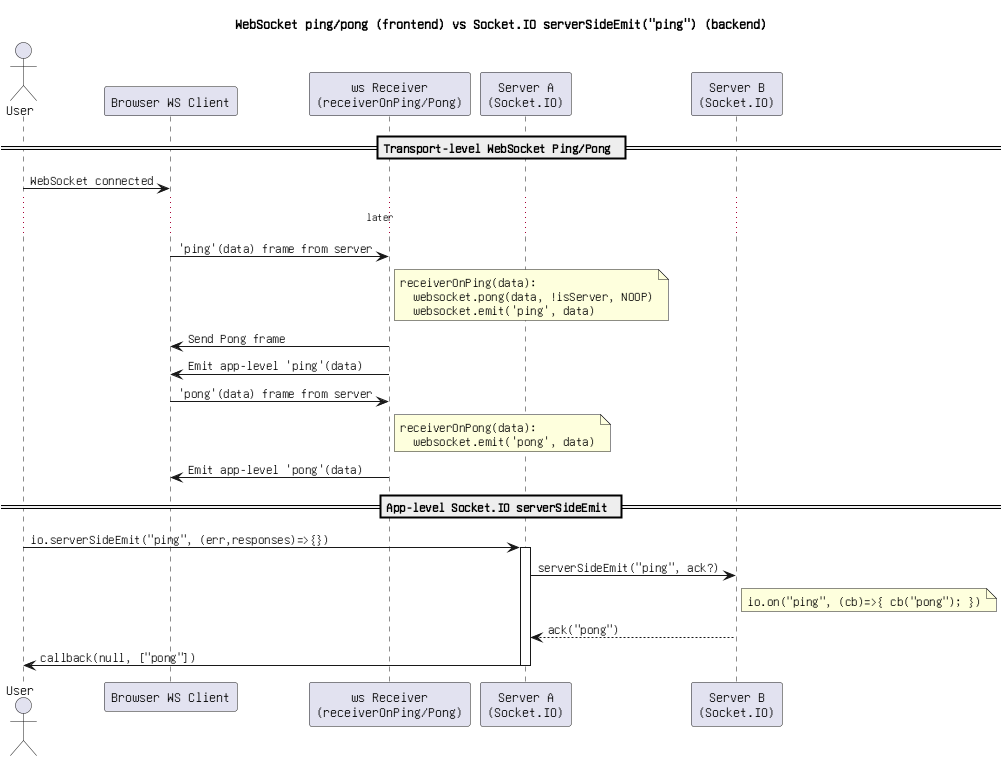 WebSocket ping/pong (frontend) vs Socket.IO serverSideEmit("ping") (backend)
User
Browser WS Client
ws Receiver
(receiverOnPing/Pong)
Server A
(Socket.IO)
Server B
(Socket.IO)
Transport-level WebSocket Ping/Pong
WebSocket connected
later
'ping'(data) frame from server
receiverOnPing(data):
websocket.pong(data, !isServer, NOOP)
websocket.emit('ping', data)
Send Pong frame
Emit app-level 'ping'(data)
'pong'(data) frame from server
receiverOnPong(data):
websocket.emit('pong', data)
Emit app-level 'pong'(data)
App-level Socket.IO serverSideEmit
io.serverSideEmit("ping", (err,responses)=>{})
serverSideEmit("ping", ack?)
io.on("ping", (cb)=>{ cb("pong"); })
ack("pong")
callback(null, ["pong"])
User
Browser WS Client
ws Receiver
(receiverOnPing/Pong)
Server A
(Socket.IO)
Server B
(Socket.IO)